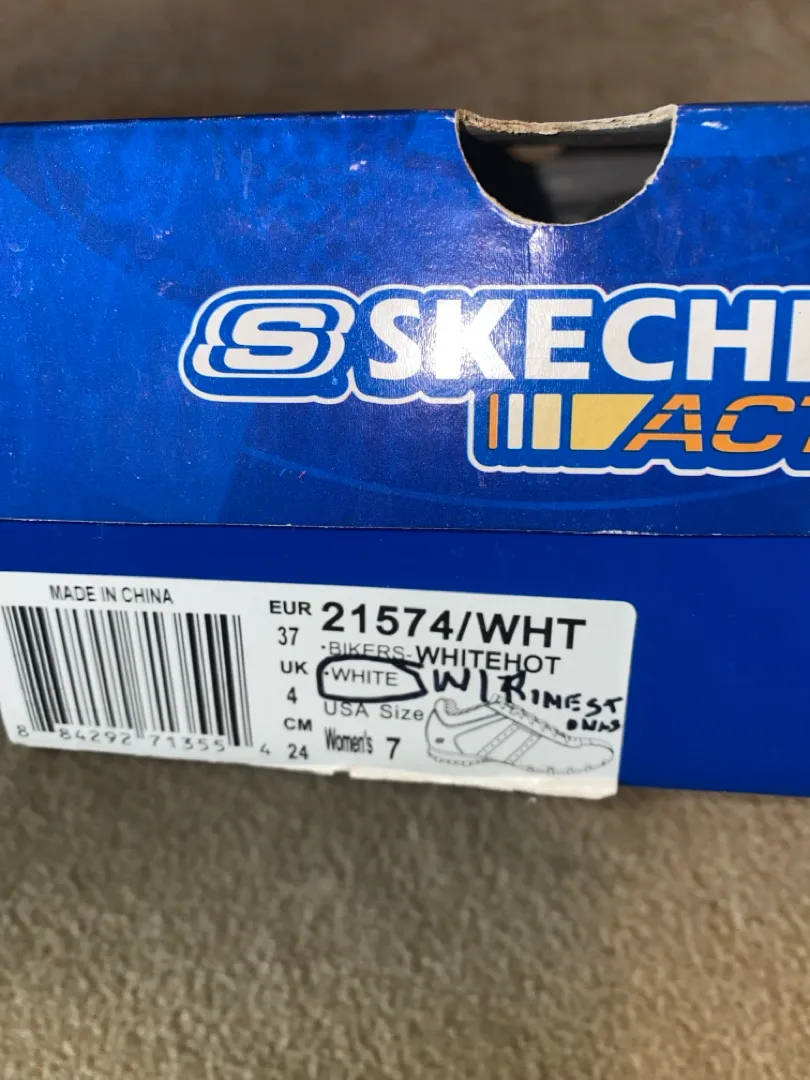 S SKECHE
ACT
MADE IN CHINA
8 84292 71355 4
EUR
37
UK
4
CM
24
21574/WHT
•BIKERS-WHITEHOT
•WHITE
USA Size
Women's 7